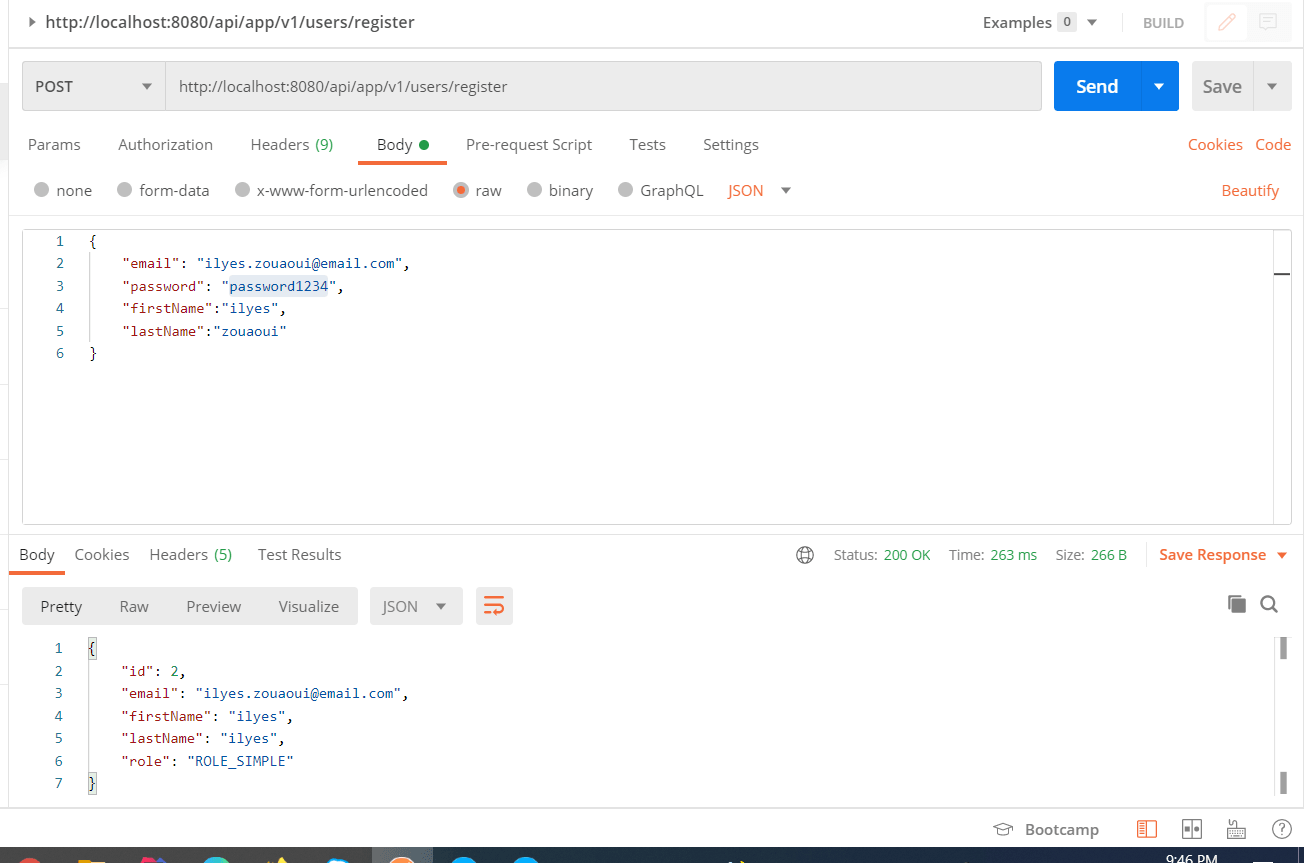 http://localhost:8080/api/app/v1/users/register Examples 0 BUILD
POST http://localhost:8080/api/app/v1/users/register Send Save
Params Authorization Headers (9) Body Pre-request Script Tests Settings Cookies Code
none form-data x-www-form-urlencoded raw binary GraphQL JSON Beautify
1 {
2 "email": "ilyes.zouaoui@email.com",
3 "password": "password1234",
4 "firstName":"ilyes",
5 "lastName":"zouaoui"
6 }
Body Cookies Headers (5) Test Results Status: 200 OK Time: 263 ms Size: 266 B Save Response
Pretty Raw Preview Visualize JSON
1 {
2 "id": 2,
3 "email": "ilyes.zouaoui@email.com",
4 "firstName": "ilyes",
5 "lastName": "ilyes",
6 "role": "ROLE_SIMPLE"
7 }
Bootcamp
9:46 PM